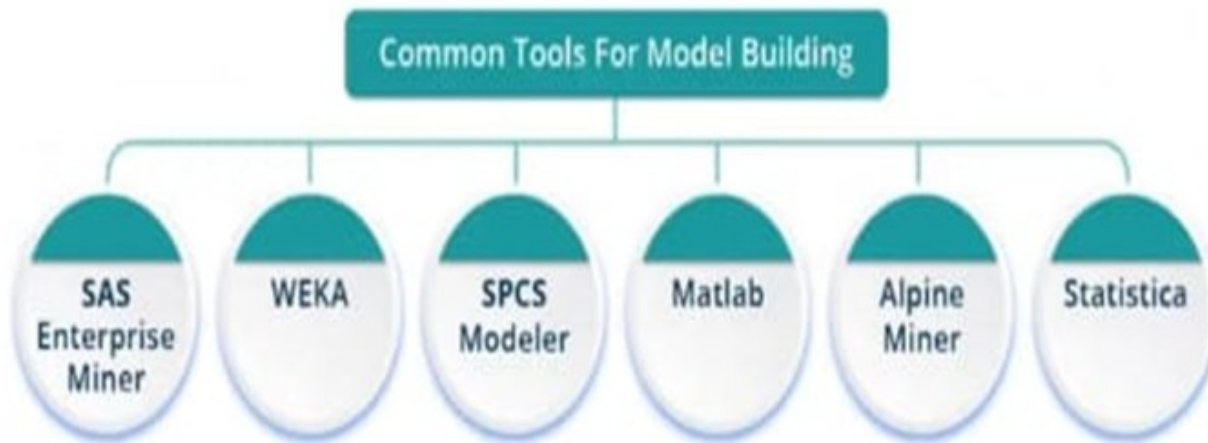 Common Tools For Model Building
SAS
Enterprise
Miner
WEKA
SPCS
Modeler
Matlab
Alpine
Miner
Statistica